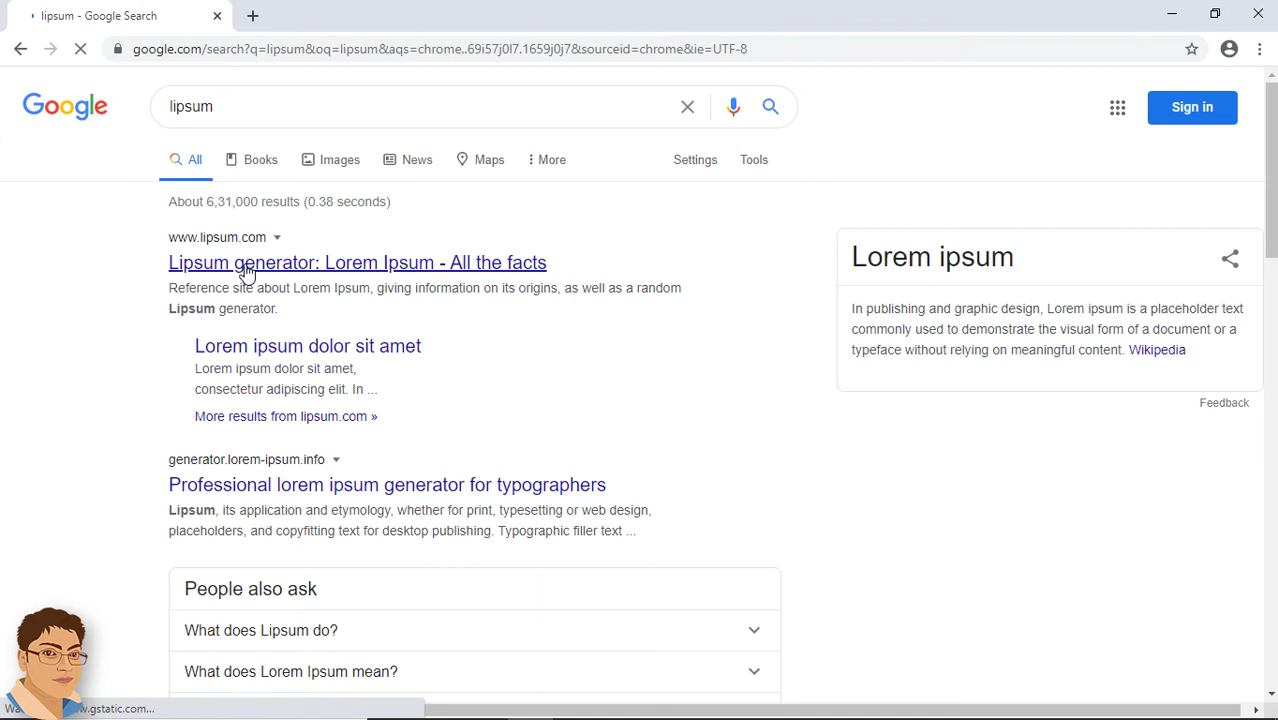 lipsum - Google Search
google.com/search?q=lipsum&oq=lipsum&aqs=chrome..69i57j0l7.1659j0j7&sourceid=chrome&ie=UTF-8
Google
lipsum
Sign in
All
Books
Images
News
Maps
More
Settings
Tools
About 6,31,000 results (0.38 seconds)
www.lipsum.com
Lipsum generator: Lorem Ipsum - All the facts
Reference site about Lorem Ipsum, giving information on its origins, as well as a random
Lipsum generator.
Lorem ipsum dolor sit amet
Lorem ipsum dolor sit amet,
consectetur adipiscing elit. In ...
More results from lipsum.com »
generator.lorem-ipsum.info
Professional lorem ipsum generator for typographers
Lipsum, its application and etymology, whether for print, typesetting or web design,
placeholders, and copyfitting text for desktop publishing. Typographic filler text ...
People also ask
What does Lipsum do?
What does Lorem Ipsum mean?
Lorem ipsum
In publishing and graphic design, Lorem ipsum is a placeholder text
commonly used to demonstrate the visual form of a document or a
typeface without relying on meaningful content. Wikipedia
Feedback
.gstatic.com...